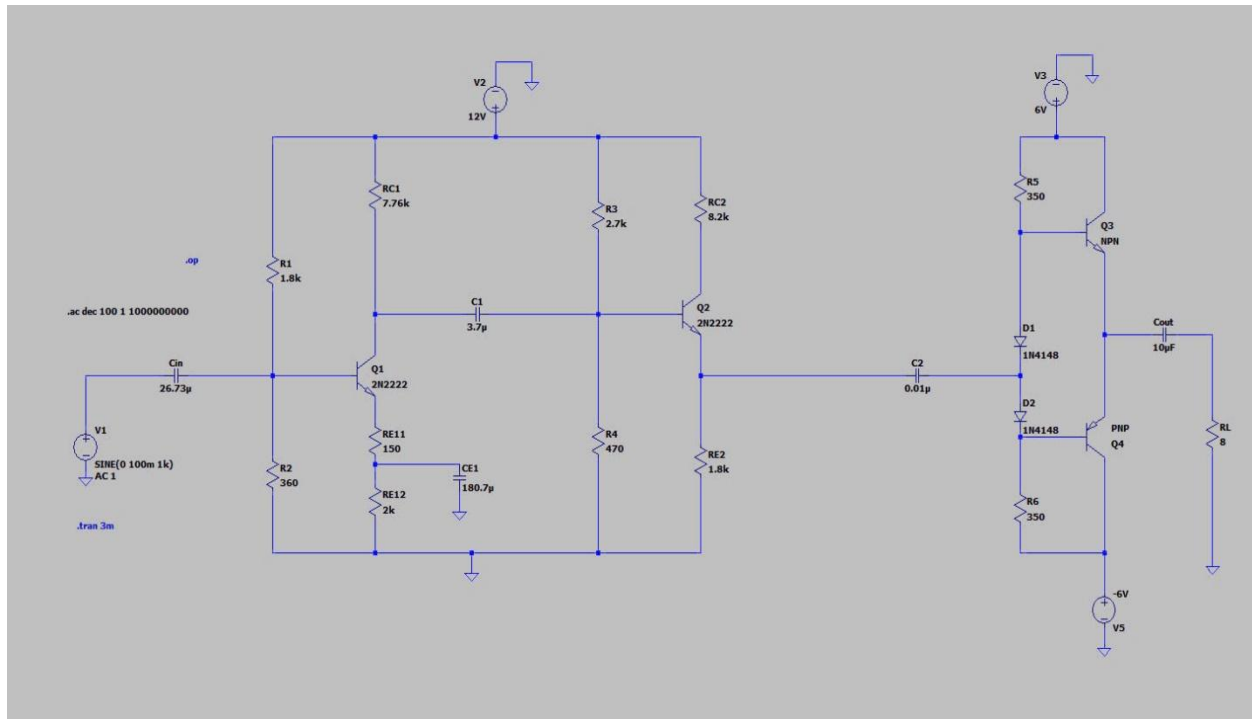 V2
12V
V3
6V
RC1
7.76k
R3
2.7k
RC2
8.2k
R5
350
Q3
NPN
.op
R1
1.8k
.ac dec 100 1 1000000000
C1
3.7µ
Q2
2N2222
D1
1N4148
Cout
10µF
Cin
26.73µ
Q1
2N2222
C2
0.01µ
D2
1N4148
PNP
Q4
RL
8
V1
SINE(0 100m 1k)
AC 1
R2
360
RE11
150
CE1
180.7µ
RE12
2k
R4
470
RE2
1.8k
R6
350
.tran 3m
-6V
V5